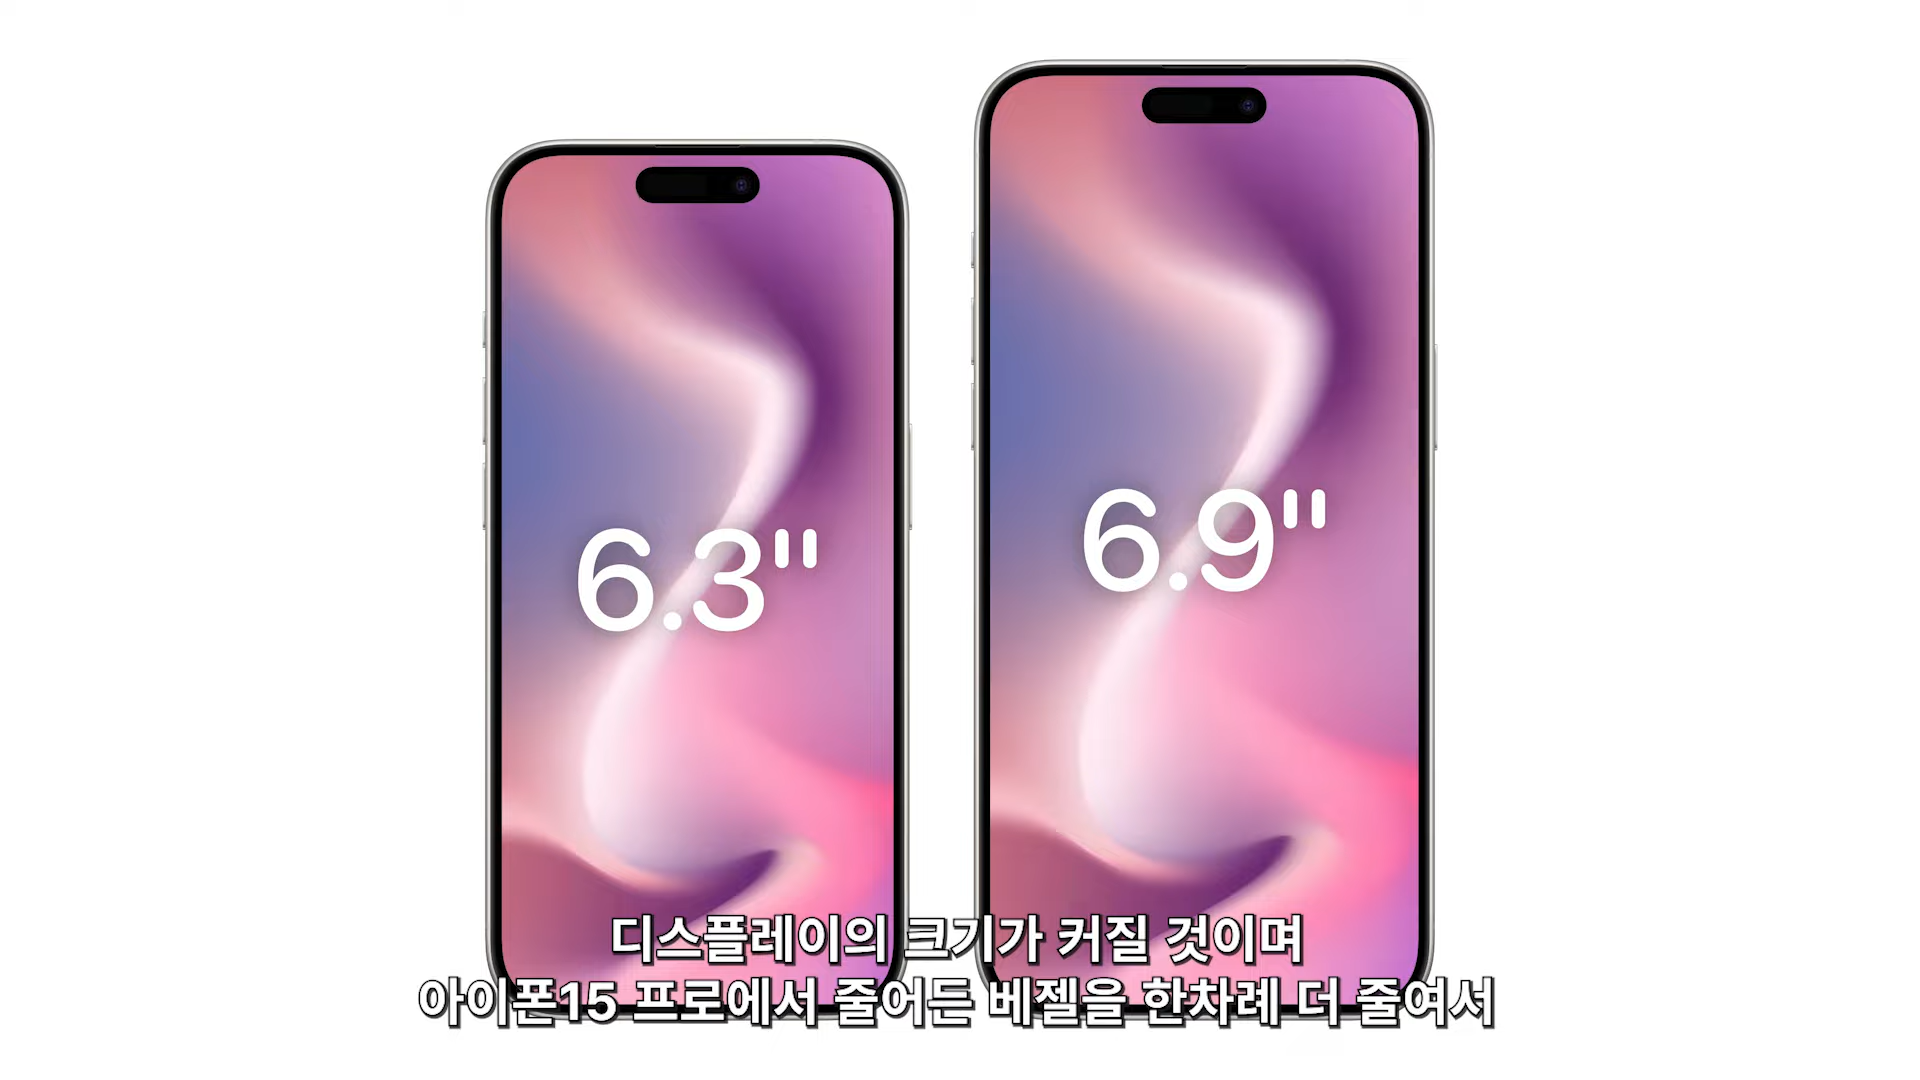 6.3"
6.9"
디스플레이의 크기가 커질 것이며
아이폰15 프로에서 줄어든 베젤을 한차례 더 줄여서